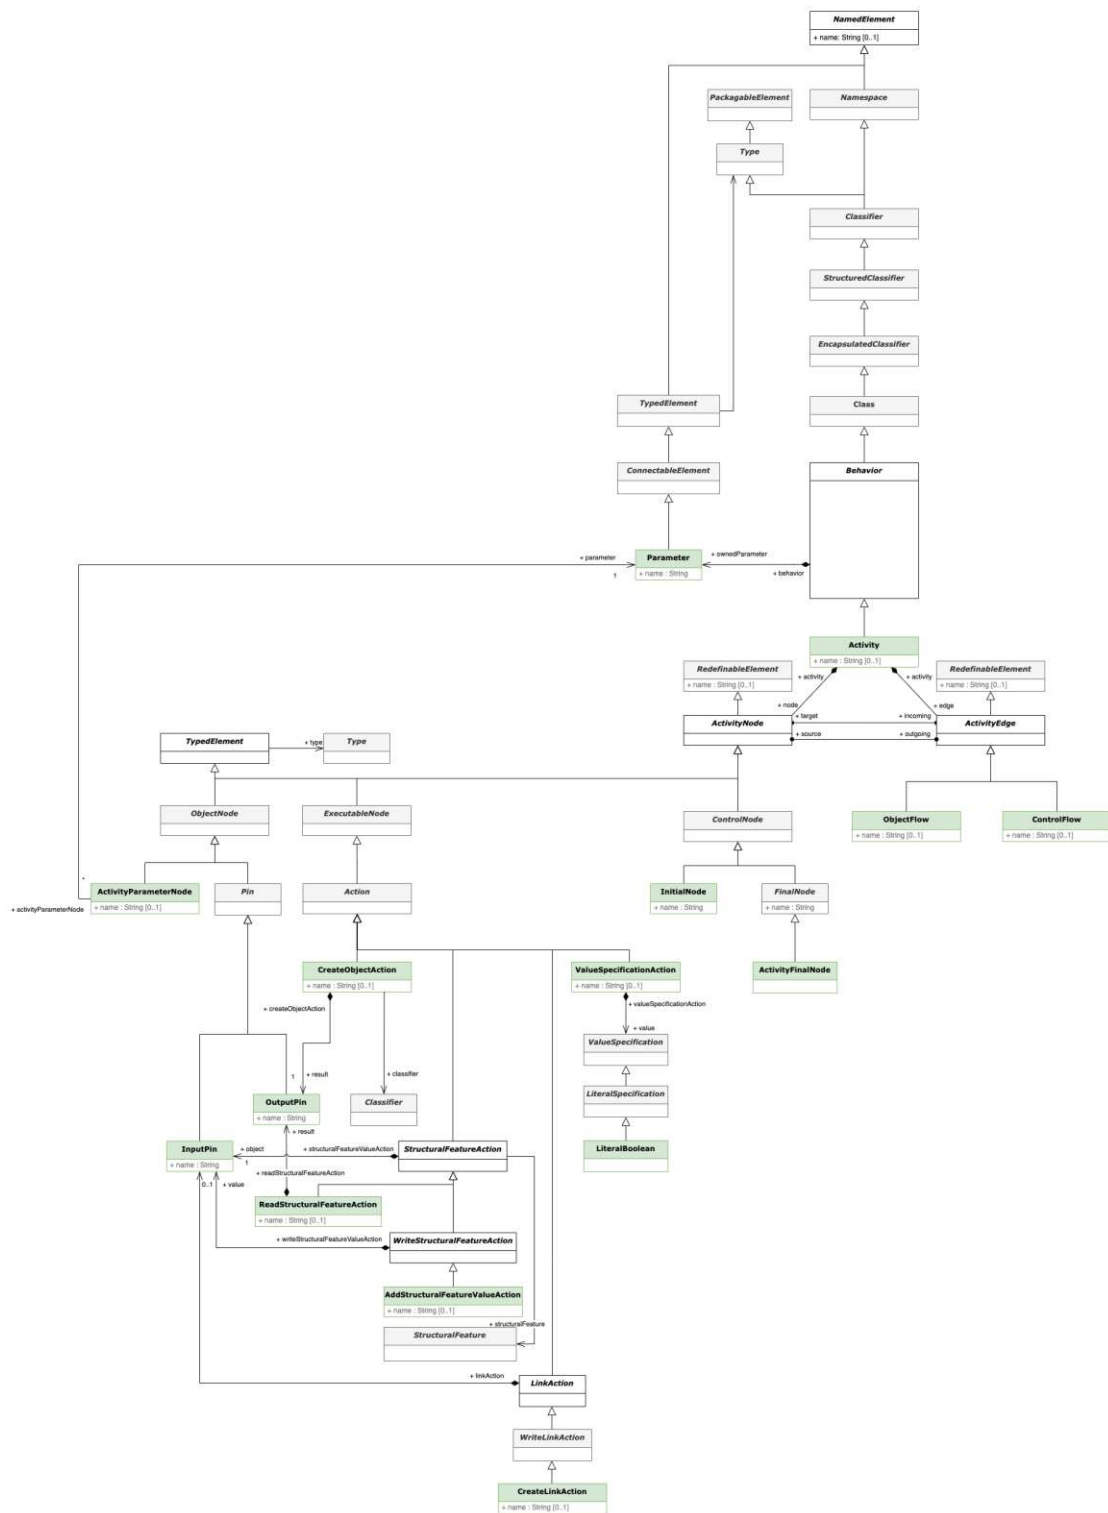 NamedElement
+ name: String [0..1]
PackagableElement
Namespace
Type
Classifier
StructuredClassifier
EncapsulatedClassifier
TypedElement
Class
ConnectableElement
Behavior
+ parameter
1
Parameter
+ name : String
+ ownedParameter
+ behavior
Activity
+ name : String [0..1]
RedefinableElement
+ name : String [0..1]
+ activity
+ activity
RedefinableElement
+ name : String [0..1]
+ node
+ edge
ActivityNode
+ target
+ incoming
ActivityEdge
+ source
+ outgoing
TypedElement
+ type
Type
ObjectNode
ExecutableNode
ControlNode
ObjectFlow
+ name : String [0..1]
ControlFlow
+ name : String [0..1]
*
ActivityParameterNode
+ name : String [0..1]
+ activityParameterNode
Pin
Action
InitialNode
+ name : String
FinalNode
+ name : String
CreateObjectAction
+ name : String [0..1]
ValueSpecificationAction
+ name : String [0..1]
ActivityFinalNode
+ createObjectAction
+ valueSpecificationAction
+ value
ValueSpecification
1
+ result
+ classifier
LiteralSpecification
OutputPin
+ name : String
Classifier
+ result
InputPin
+ name : String
+ object
1
+ structuralFeatureValueAction
StructuralFeatureAction
LiteralBoolean
+ readStructuralFeatureAction
0..1
+ value
ReadStructuralFeatureAction
+ name : String [0..1]
+ writeStructuralFeatureValueAction
WriteStructuralFeatureAction
AddStructuralFeatureValueAction
+ name : String [0..1]
+ structuralFeature
StructuralFeature
+ linkAction
LinkAction
WriteLinkAction
CreateLinkAction
+ name : String [0..1]